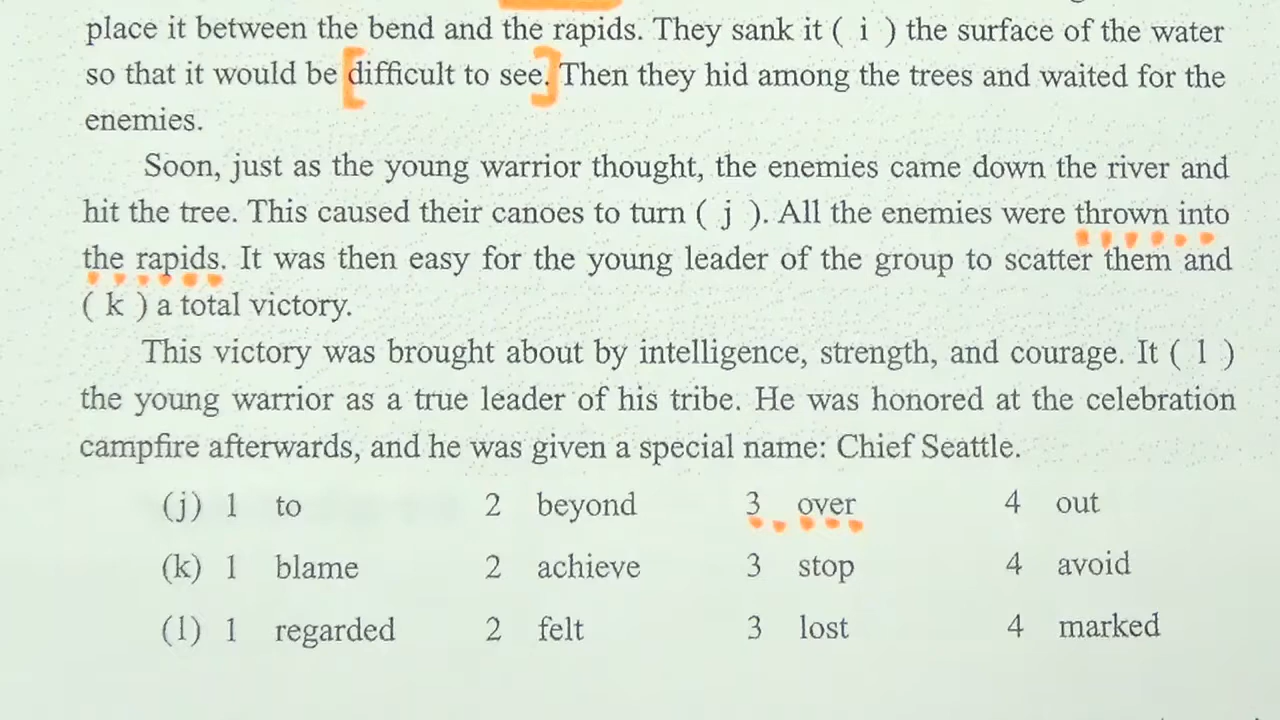 place it between the bend and the rapids. They sank it ( i ) the surface of the water
so that it would be [difficult to see.] Then they hid among the trees and waited for the
enemies.
Soon, just as the young warrior thought, the enemies came down the river and
hit the tree. This caused their canoes to turn ( j ). All the enemies were thrown into
the rapids. It was then easy for the young leader of the group to scatter them and
( k ) a total victory.
This victory was brought about by intelligence, strength, and courage. It ( l )
the young warrior as a true leader of his tribe. He was honored at the celebration
campfire afterwards, and he was given a special name: Chief Seattle.
(j) 1 to 2 beyond 3 over 4 out
(k) 1 blame 2 achieve 3 stop 4 avoid
(l) 1 regarded 2 felt 3 lost 4 marked